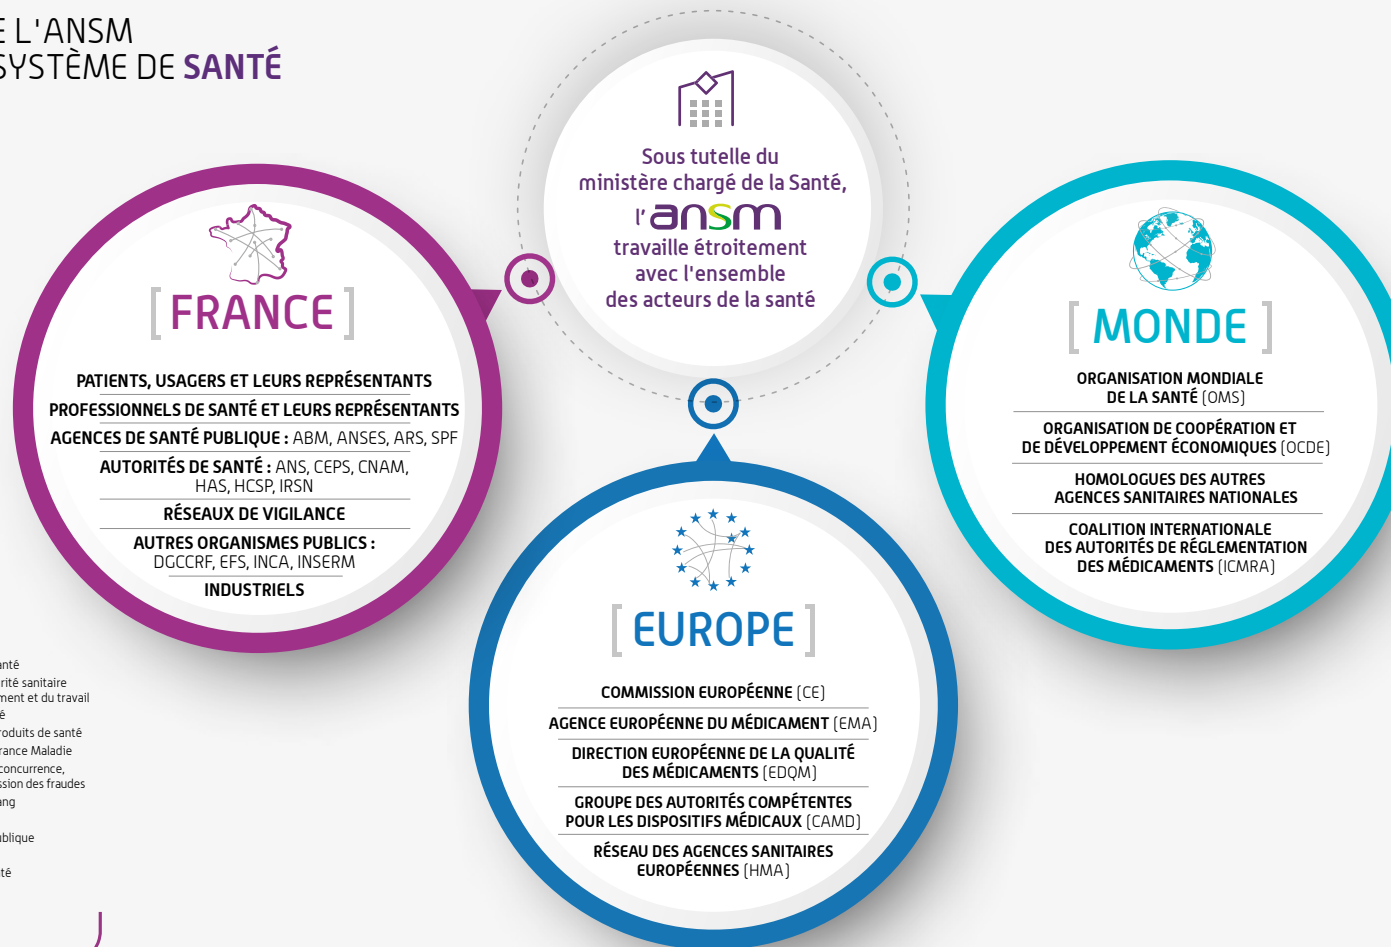 E L'ANSM
SYSTÈME DE SANTÉ
Sous tutelle du
ministère chargé de la Santé,
l'ansm
travaille étroitement
avec l'ensemble
des acteurs de la santé
[FRANCE]
PATIENTS, USAGERS ET LEURS REPRÉSENTANTS
PROFESSIONNELS DE SANTÉ ET LEURS REPRÉSENTANTS
AGENCES DE SANTÉ PUBLIQUE : ABM, ANSES, ARS, SPF
AUTORITÉS DE SANTÉ : ANS, CEPS, CNAM,
HAS, HCSP, IRSN
RÉSEAUX DE VIGILANCE
AUTRES ORGANISMES PUBLICS :
DGCCRF, EFS, INCA, INSERM
INDUSTRIELS
[MONDE]
ORGANISATION MONDIALE
DE LA SANTÉ (OMS)
ORGANISATION DE COOPÉRATION ET
DE DÉVELOPPEMENT ÉCONOMIQUES (OCDE)
HOMOLOGUES DES AUTRES
AGENCES SANITAIRES NATIONALES
COALITION INTERNATIONALE
DES AUTORITÉS DE RÉGLEMENTATION
DES MÉDICAMENTS (ICMRA)
[EUROPE]
COMMISSION EUROPÉENNE (CE)
AGENCE EUROPÉENNE DU MÉDICAMENT (EMA)
DIRECTION EUROPÉENNE DE LA QUALITÉ
DES MÉDICAMENTS (EDQM)
GROUPE DES AUTORITÉS COMPÉTENTES
POUR LES DISPOSITIFS MÉDICAUX (CAMD)
RÉSEAU DES AGENCES SANITAIRES
EUROPÉENNES (HMA)
anté
rité sanitaire
ment et du travail
é
roduits de santé
rance Maladie
concurrence,
ssion des fraudes
ang
ublique
té